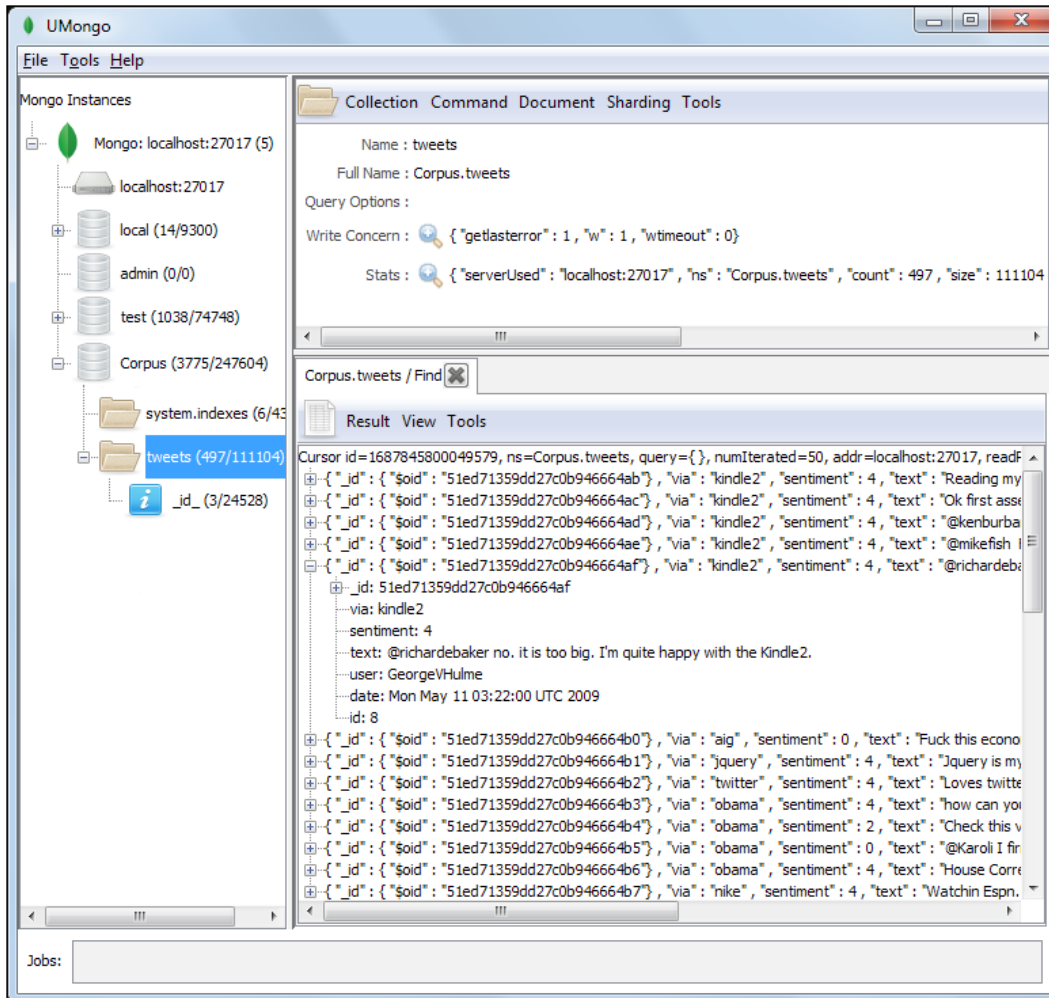 UMongo
File Tools Help
Mongo Instances
Mongo: localhost:27017 (5)
localhost:27017
local (14/9300)
admin (0/0)
test (1038/74748)
Corpus (3775/247604)
system.indexes (6/43
tweets (497/111104)
_id_ (3/24528)
Collection Command Document Sharding Tools
Name : tweets
Full Name : Corpus.tweets
Query Options :
Write Concern : { "getlasterror" : 1 , "w" : 1 , "wtimeout" : 0}
Stats : { "serverUsed" : "localhost:27017" , "ns" : "Corpus.tweets" , "count" : 497 , "size" : 111104
Corpus.tweets / Find
Result View Tools
Cursor id=1687845800049579, ns=Corpus.tweets, query={}, numIterated=50, addr=localhost:27017, readP
{ "_id" : { "$oid" : "51ed71359dd27c0b946664ab"} , "via" : "kindle2" , "sentiment" : 4 , "text" : "Reading my
{ "_id" : { "$oid" : "51ed71359dd27c0b946664ac"} , "via" : "kindle2" , "sentiment" : 4 , "text" : "Ok first asse
{ "_id" : { "$oid" : "51ed71359dd27c0b946664ad"} , "via" : "kindle2" , "sentiment" : 4 , "text" : "@kenburba
{ "_id" : { "$oid" : "51ed71359dd27c0b946664ae"} , "via" : "kindle2" , "sentiment" : 4 , "text" : "@mikefish
{ "_id" : { "$oid" : "51ed71359dd27c0b946664af"} , "via" : "kindle2" , "sentiment" : 4 , "text" : "@richardeba
_id: 51ed71359dd27c0b946664af
via: kindle2
sentiment: 4
text: @richardebaker no. it is too big. I'm quite happy with the Kindle2.
user: GeorgeVHulme
date: Mon May 11 03:22:00 UTC 2009
id: 8
{ "_id" : { "$oid" : "51ed71359dd27c0b946664b0"} , "via" : "aig" , "sentiment" : 0 , "text" : "Fuck this econo
{ "_id" : { "$oid" : "51ed71359dd27c0b946664b1"} , "via" : "jquery" , "sentiment" : 4 , "text" : "Jquery is my
{ "_id" : { "$oid" : "51ed71359dd27c0b946664b2"} , "via" : "twitter" , "sentiment" : 4 , "text" : "Loves twitte
{ "_id" : { "$oid" : "51ed71359dd27c0b946664b3"} , "via" : "obama" , "sentiment" : 4 , "text" : "how can you
{ "_id" : { "$oid" : "51ed71359dd27c0b946664b4"} , "via" : "obama" , "sentiment" : 2 , "text" : "Check this v
{ "_id" : { "$oid" : "51ed71359dd27c0b946664b5"} , "via" : "obama" , "sentiment" : 0 , "text" : "@Karoli I fir
{ "_id" : { "$oid" : "51ed71359dd27c0b946664b6"} , "via" : "obama" , "sentiment" : 4 , "text" : "House Corre
{ "_id" : { "$oid" : "51ed71359dd27c0b946664b7"} , "via" : "nike" , "sentiment" : 4 , "text" : "Watchin Espn.
Jobs: